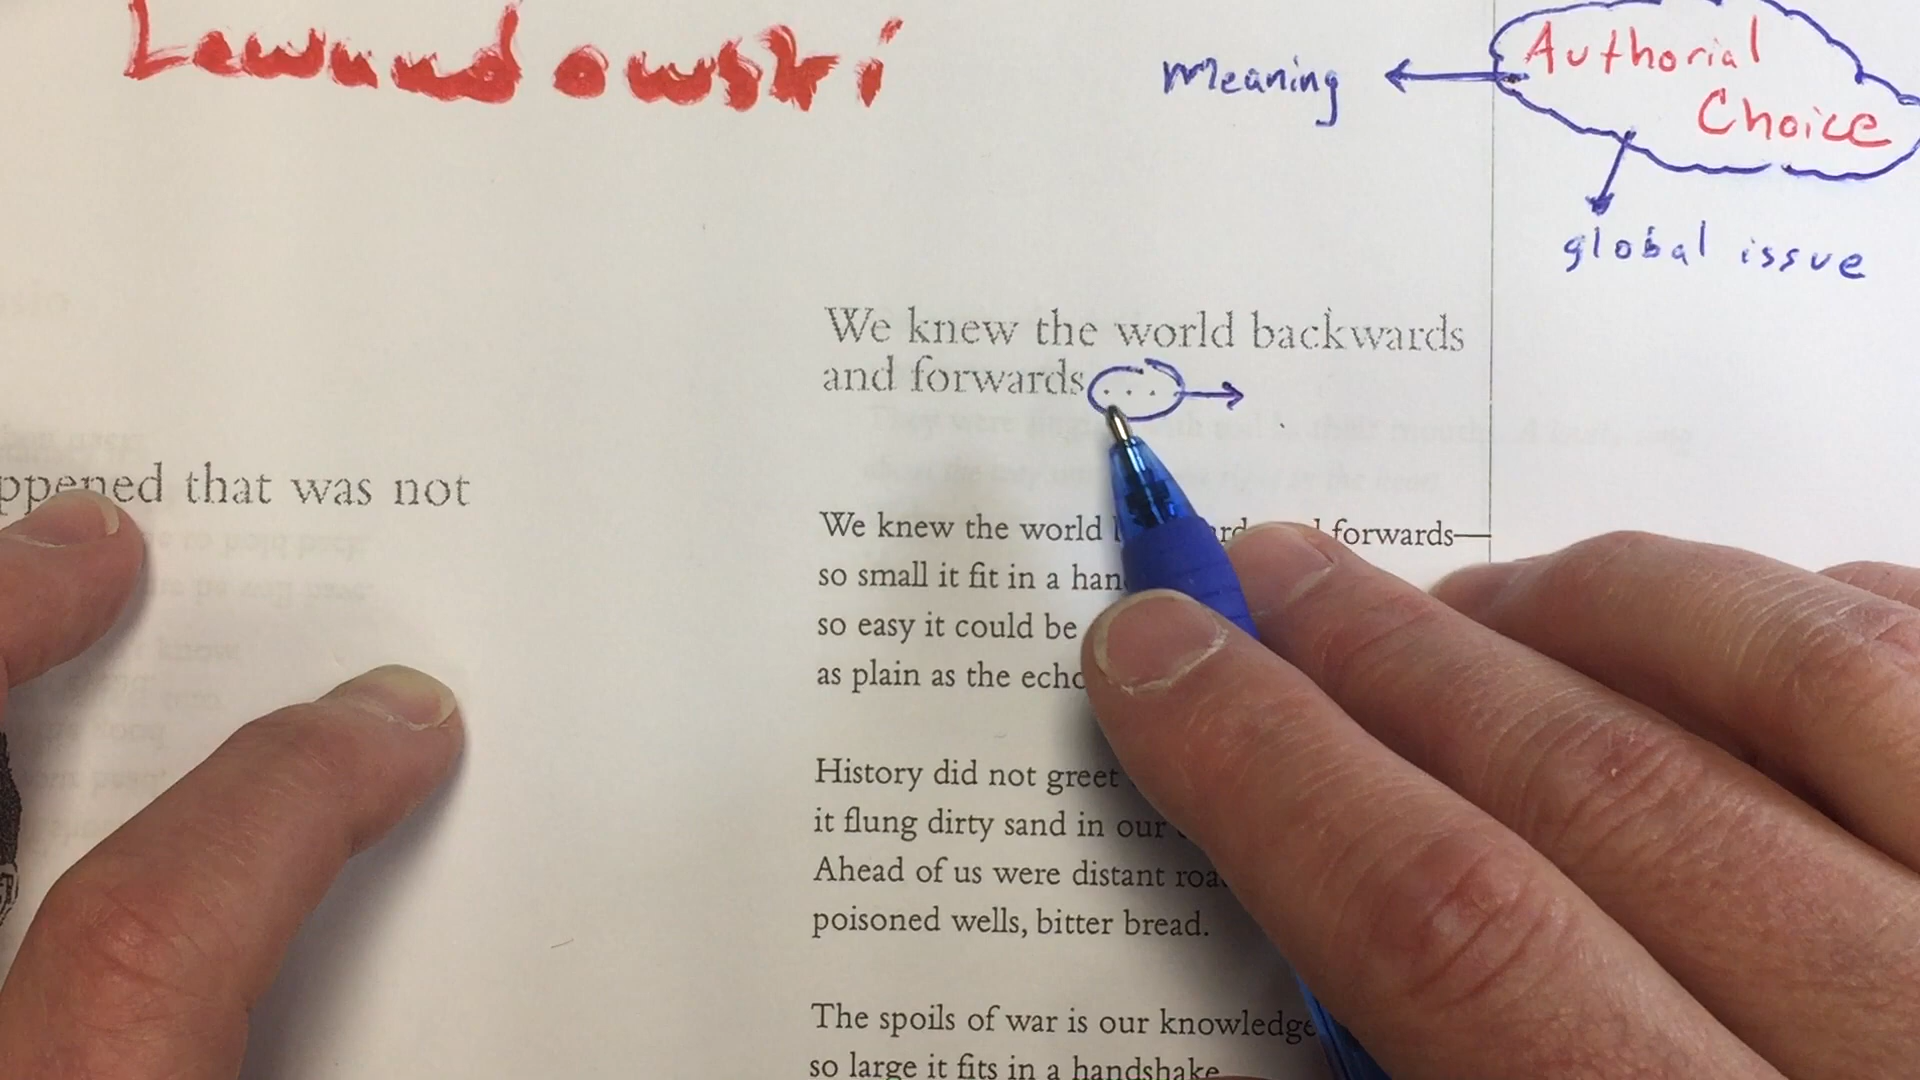 Lewandowski
Meaning
Authorial
Choice
global issue
ppened that was not
We knew the world backwards
and forwards...
We knew the world forwards—
so small it fit in a
so easy it could be
as plain as the
History did not greet
it flung dirty sand in our
Ahead of us were distant
poisoned wells, bitter bread.
The spoils of war is our knowledge
so large it fits in a handshake